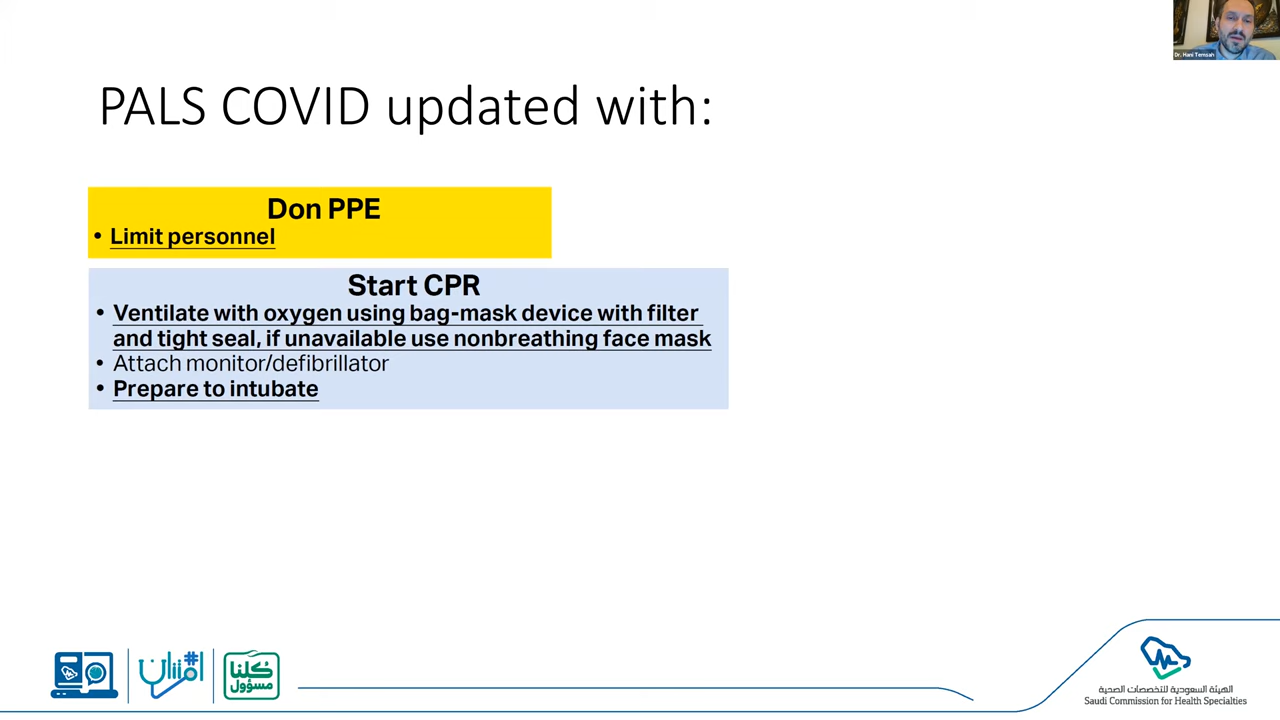 Dr. Hani Temsah
PALS COVID updated with:
Don PPE
• Limit personnel
Start CPR
• Ventilate with oxygen using bag-mask device with filter
and tight seal, if unavailable use nonbreathing face mask
• Attach monitor/defibrillator
• Prepare to intubate
#امتنان
كلنا
مسؤول
الهيئة السعودية للتخصصات الصحية
Saudi Commission for Health Specialties